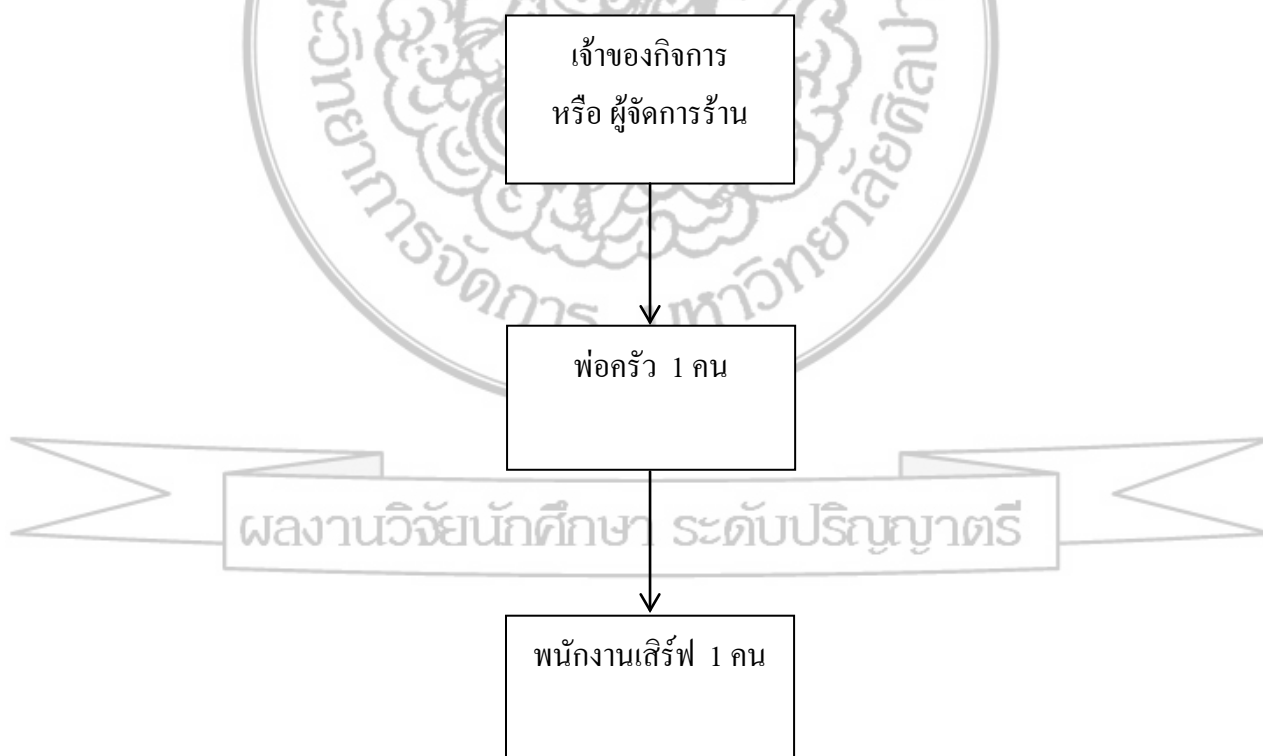 เจ้าของกิจการ
หรือ ผู้จัดการร้าน
พ่อครัว 1 คน
ผลงานวิจัยนักศึกษา ระดับปริญญาตรี
พนักงานเสิร์ฟ 1 คน